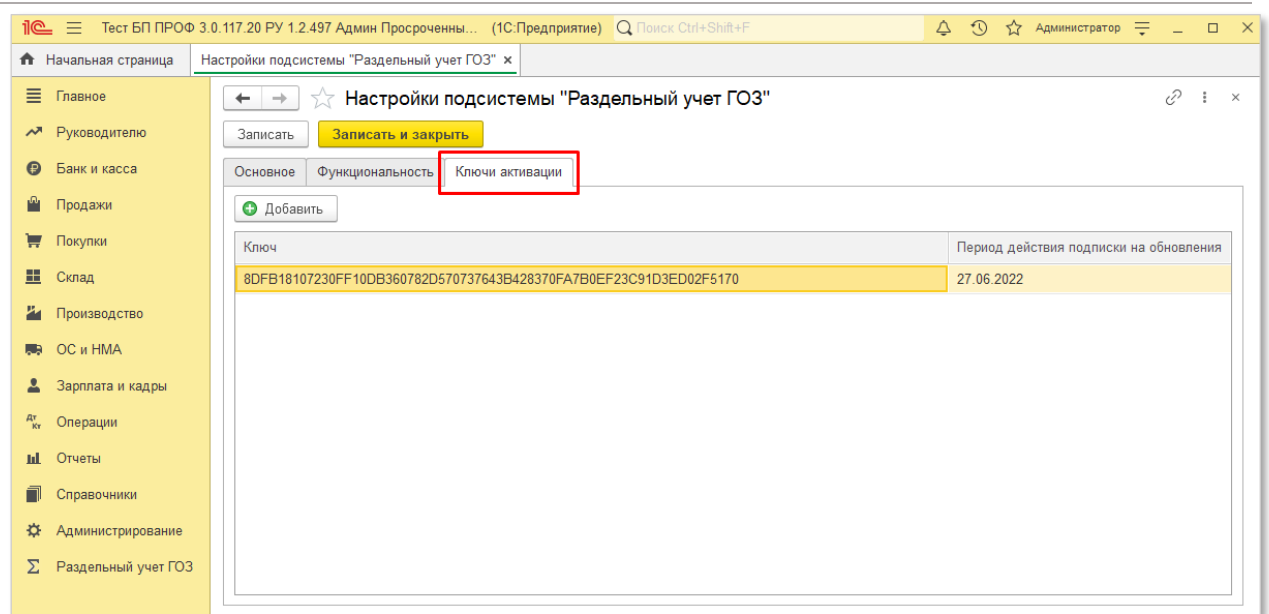 1С Тест БП ПРОФ 3.0.117.20 РУ 1.2.497 Админ Просроченны... (1С:Предприятие) Поиск Ctrl+Shift+F Администратор
Начальная страница Настройки подсистемы "Раздельный учет ГОЗ" ×
Главное
Руководителю
Банк и касса
Продажи
Покупки
Склад
Производство
ОС и НМА
Зарплата и кадры
Дт Кт Операции
Отчеты
Справочники
Администрирование
Раздельный учет ГОЗ
Настройки подсистемы "Раздельный учет ГОЗ"
Записать Записать и закрыть
Основное Функциональность Ключи активации
Добавить
Ключ Период действия подписки на обновления
8DFB18107230FF10DB360782D570737643B428370FA7B0EF23C91D3ED02F5170 27.06.2022